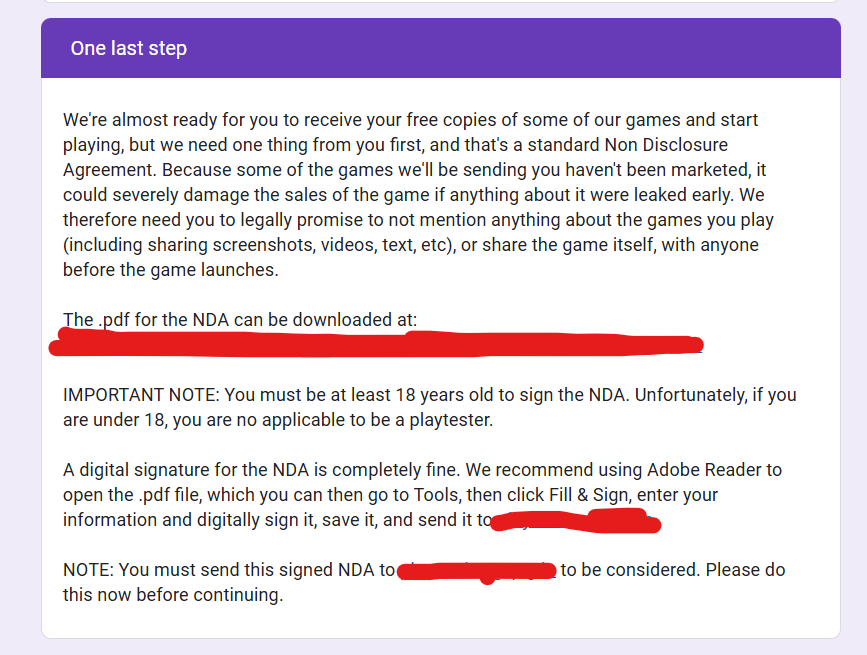 One last step
We're almost ready for you to receive your free copies of some of our games and start
playing, but we need one thing from you first, and that's a standard Non Disclosure
Agreement. Because some of the games we'll be sending you haven't been marketed, it
could severely damage the sales of the game if anything about it were leaked early. We
therefore need you to legally promise to not mention anything about the games you play
(including sharing screenshots, videos, text, etc), or share the game itself, with anyone
before the game launches.
The .pdf for the NDA can be downloaded at:
IMPORTANT NOTE: You must be at least 18 years old to sign the NDA. Unfortunately, if you
are under 18, you are no applicable to be a playtester.
A digital signature for the NDA is completely fine. We recommend using Adobe Reader to
open the .pdf file, which you can then go to Tools, then click Fill & Sign, enter your
information and digitally sign it, save it, and send it to
NOTE: You must send this signed NDA to to be considered. Please do
this now before continuing.